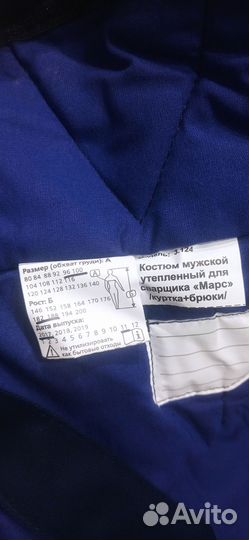 Размер (обхват груди): А
80 84 88 92 96 100
104 108 112 116
120 124 128 132 136 140
Рост: Б
146 152 158 164 170 176
182 188 194 200
Дата выпуска:
2017, 2018, 2019
3 4 5 6 7 8 9 10 11 12
Не утилизировать
как бытовые отходы
А
Б
3.124
Костюм мужской
утепленный для
сварщика «Марс»
/куртка+брюки/
Avito